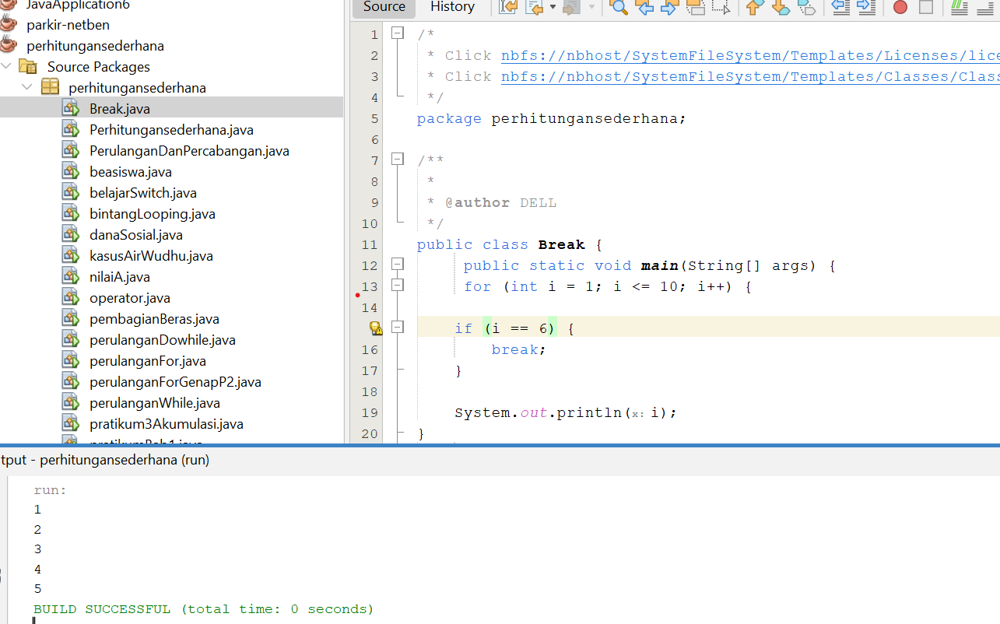 JavaApplication6
parkir-netben
perhitungansederhana
Source Packages
perhitungansederhana
Break.java
Perhitungansederhana.java
PerulanganDanPercabangan.java
beasiswa.java
belajarSwitch.java
bintangLooping.java
danaSosial.java
kasusAirWudhu.java
nilaiA.java
operator.java
pembagianBeras.java
perulanganDowhile.java
perulanganFor.java
perulanganForGenapP2.java
perulanganWhile.java
pratikum3Akumulasi.java
Source History
1 /*
2 * Click nbfs://nbhost/SystemFileSystem/Templates/Licenses/lice
3 * Click nbfs://nbhost/SystemFileSystem/Templates/Classes/Clas
4 */
5 package perhitungansederhana;
6
7 /**
8 *
9 * @author DELL
10 */
11 public class Break {
12 public static void main(String[] args) {
13 for (int i = 1; i <= 10; i++) {
14
if (i == 6) {
16 break;
17 }
18
19 System.out.println(x: i);
20 }
tput - perhitungansederhana (run)
run:
1
2
3
4
5
BUILD SUCCESSFUL (total time: 0 seconds)